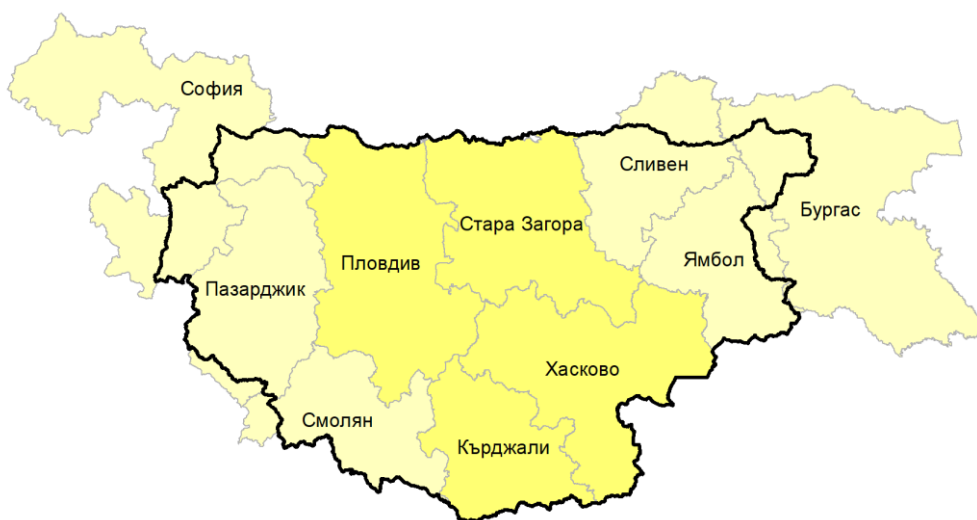 София
Сливен
Бургас
Стара Загора
Ямбол
Пловдив
Пазарджик
Хасково
Смолян
Кърджали